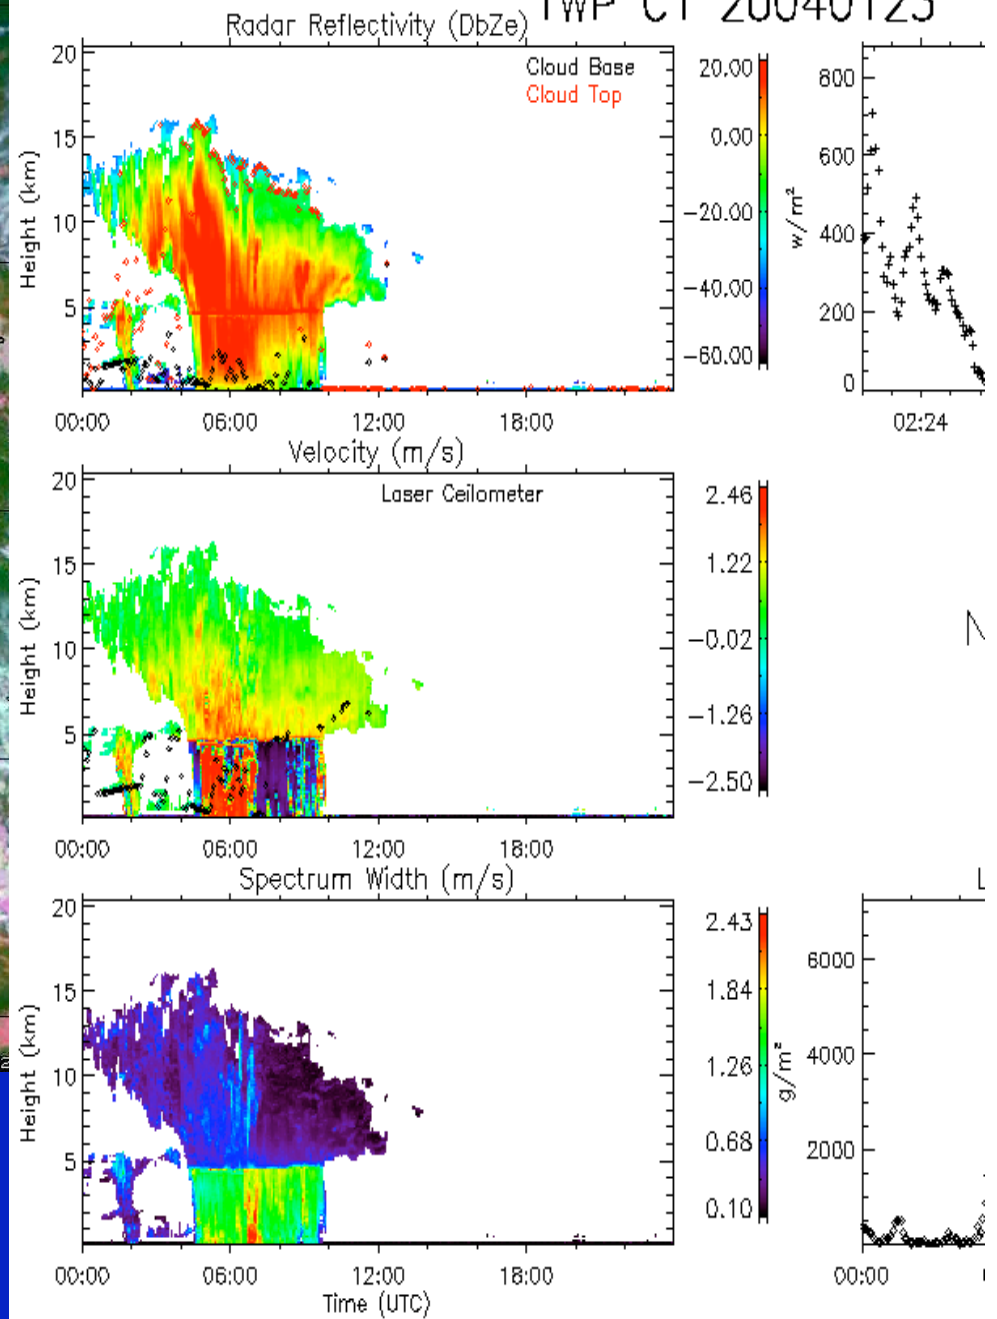 TWP C1 20040123
Radar Reflectivity (DbZe)
Cloud Base
Cloud Top
20
15
10
5
Height (km)
00:00 06:00 12:00 18:00
20.00
0.00
-20.00
-40.00
-60.00
w/m²
800
600
400
200
0
02:24
Velocity (m/s)
Laser Ceilometer
20
15
10
5
Height (km)
00:00 06:00 12:00 18:00
2.46
1.22
-0.02
-1.26
-2.50
Spectrum Width (m/s)
20
15
10
5
Height (km)
00:00 06:00 12:00 18:00
Time (UTC)
2.43
1.84
1.26
0.68
0.10
g/m²
6000
4000
2000
00:00